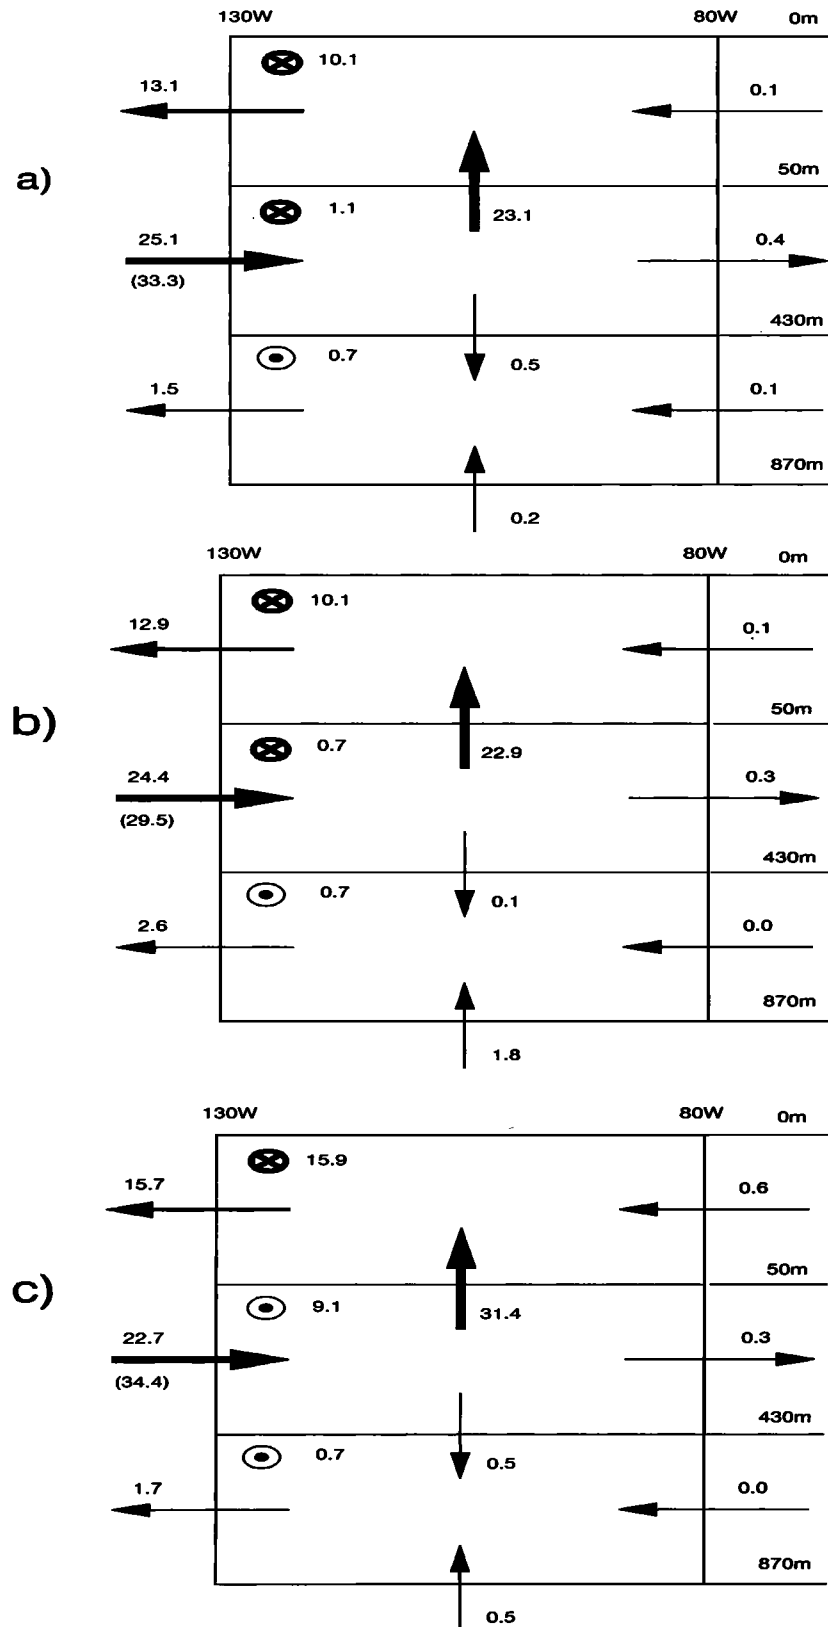 130W 80W 0m
10.1
13.1 0.1
a) 50m
1.1 23.1
25.1 0.4
(33.3)
430m
0.7 0.5
1.5 0.1
870m
0.2
130W 80W 0m
10.1
12.9 0.1
b) 50m
0.7 22.9
24.4 0.3
(29.5)
430m
0.7 0.1
2.6 0.0
870m
1.8
130W 80W 0m
15.9
15.7 0.6
c) 50m
9.1 31.4
22.7 0.3
(34.4)
430m
0.7 0.5
1.7 0.0
870m
0.5